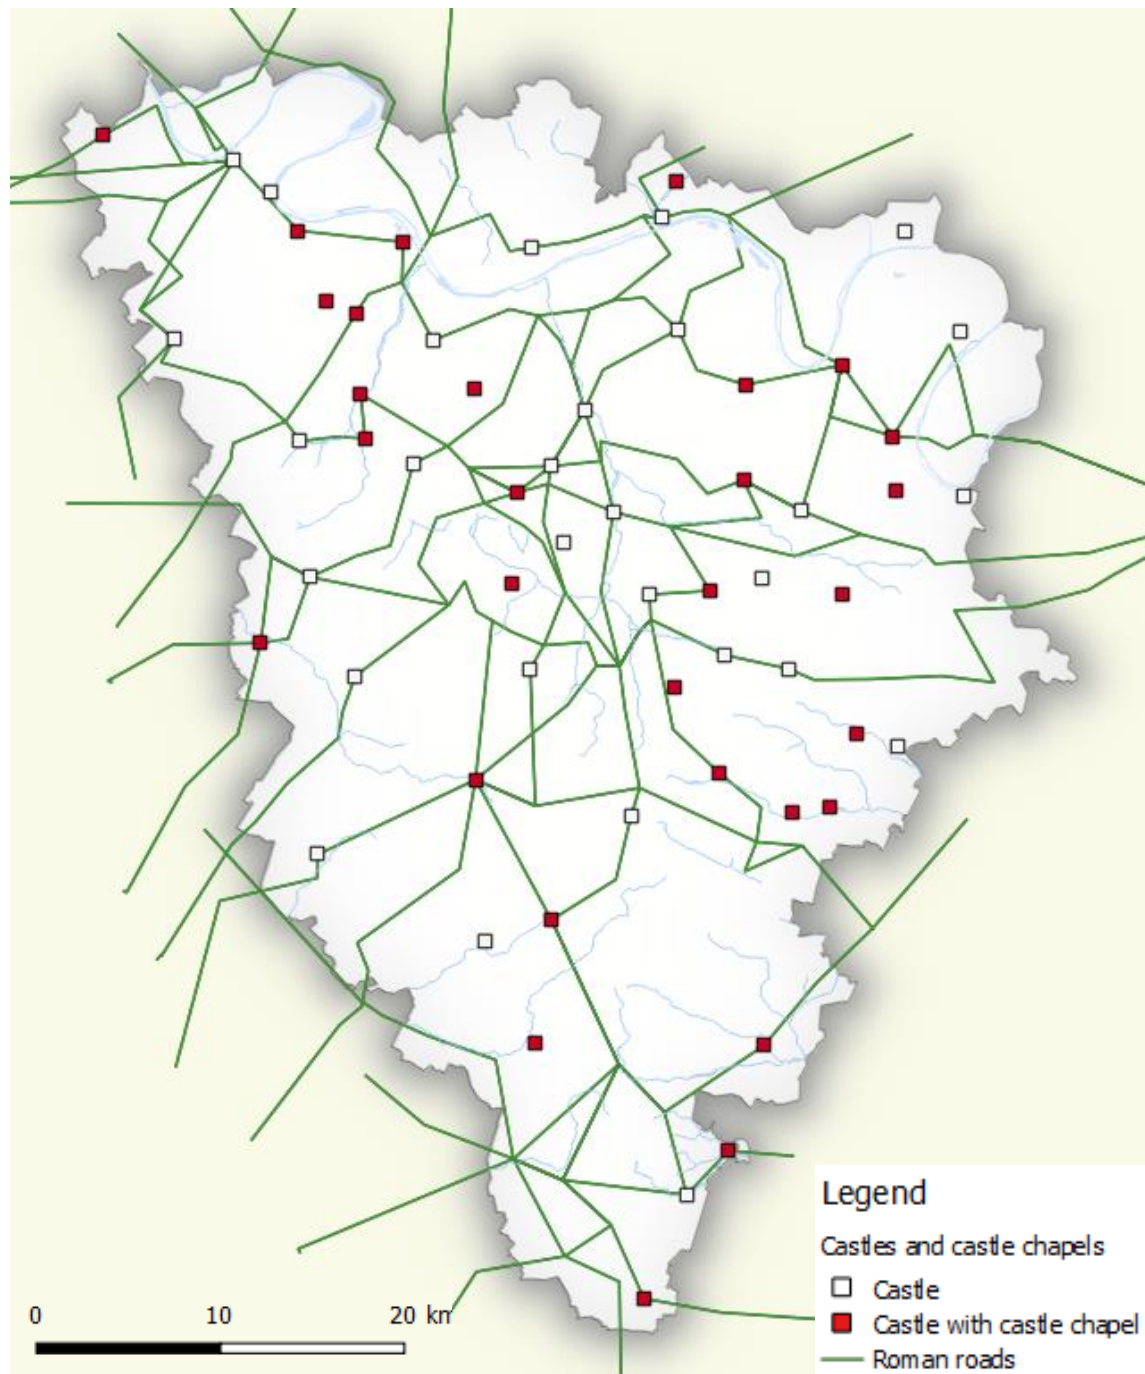 Legend
Castles and castle chapels
Castle
Castle with castle chapel
Roman roads
0 10 20 km